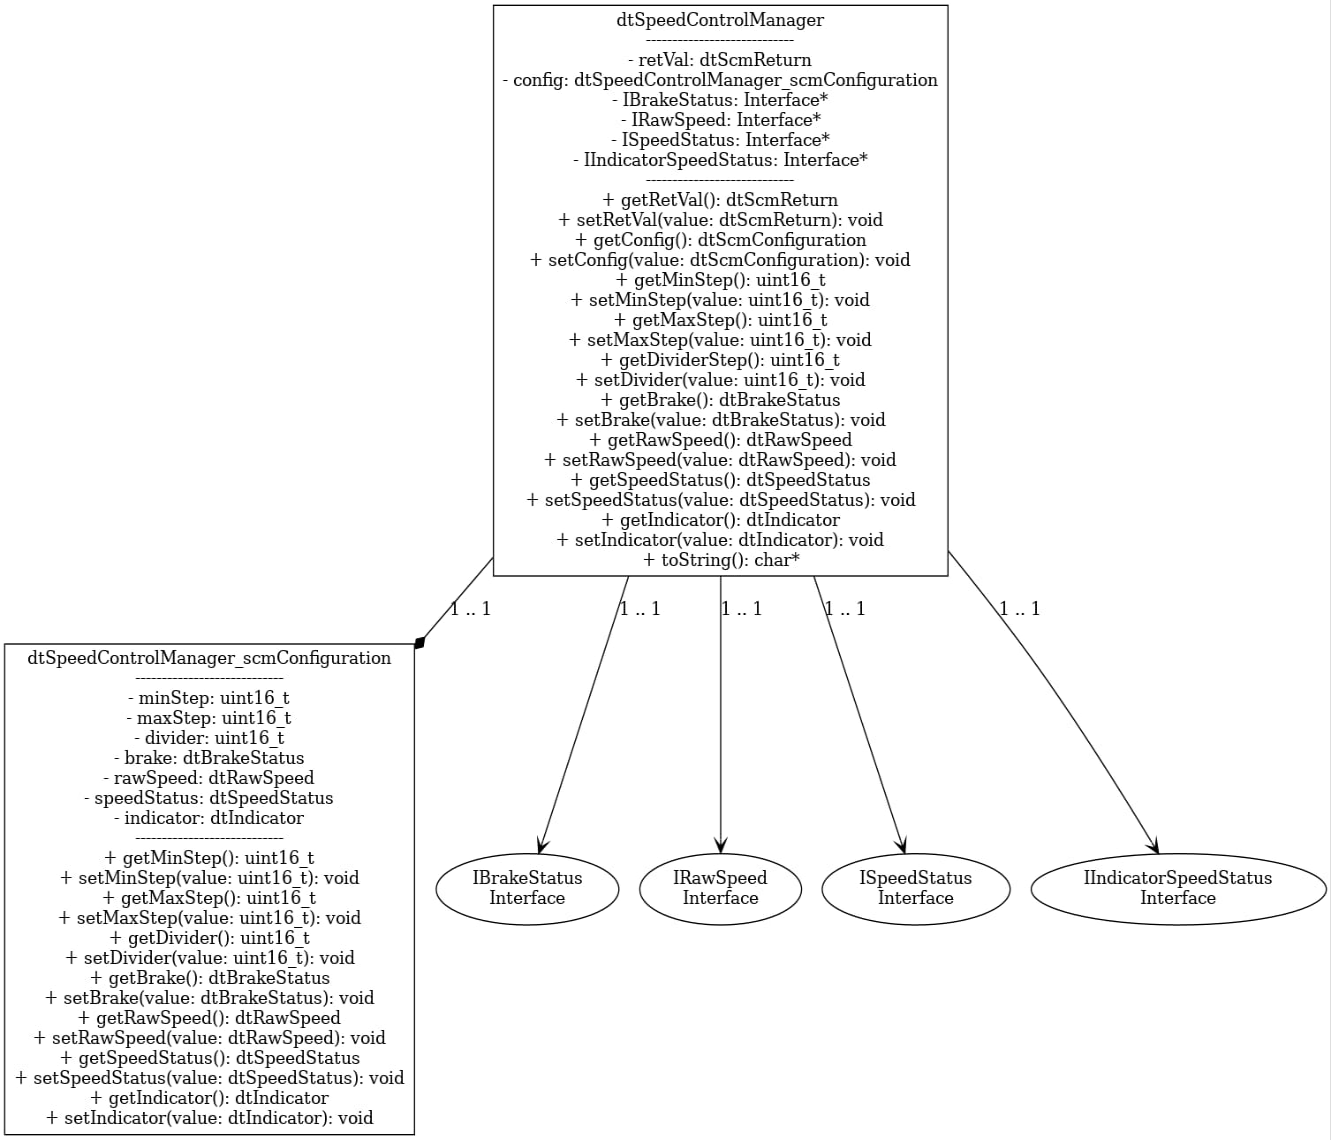 dtSpeedControlManager
----------------------------
- retVal: dtScmReturn
- config: dtSpeedControlManager_scmConfiguration
- IBrakeStatus: Interface*
- IRawSpeed: Interface*
- ISpeedStatus: Interface*
- IIndicatorSpeedStatus: Interface*
----------------------------
+ getRetVal(): dtScmReturn
+ setRetVal(value: dtScmReturn): void
+ getConfig(): dtScmConfiguration
+ setConfig(value: dtScmConfiguration): void
+ getMinStep(): uint16_t
+ setMinStep(value: uint16_t): void
+ getMaxStep(): uint16_t
+ setMaxStep(value: uint16_t): void
+ getDividerStep(): uint16_t
+ setDivider(value: uint16_t): void
+ getBrake(): dtBrakeStatus
+ setBrake(value: dtBrakeStatus): void
+ getRawSpeed(): dtRawSpeed
+ setRawSpeed(value: dtRawSpeed): void
+ getSpeedStatus(): dtSpeedStatus
+ setSpeedStatus(value: dtSpeedStatus): void
+ getIndicator(): dtIndicator
+ setIndicator(value: dtIndicator): void
+ toString(): char*
1 .. 1
1 .. 1
1 .. 1
1 .. 1
1 .. 1
dtSpeedControlManager_scmConfiguration
----------------------------
- minStep: uint16_t
- maxStep: uint16_t
- divider: uint16_t
- brake: dtBrakeStatus
- rawSpeed: dtRawSpeed
- speedStatus: dtSpeedStatus
- indicator: dtIndicator
----------------------------
+ getMinStep(): uint16_t
+ setMinStep(value: uint16_t): void
+ getMaxStep(): uint16_t
+ setMaxStep(value: uint16_t): void
+ getDivider(): uint16_t
+ setDivider(value: uint16_t): void
+ getBrake(): dtBrakeStatus
+ setBrake(value: dtBrakeStatus): void
+ getRawSpeed(): dtRawSpeed
+ setRawSpeed(value: dtRawSpeed): void
+ getSpeedStatus(): dtSpeedStatus
+ setSpeedStatus(value: dtSpeedStatus): void
+ getIndicator(): dtIndicator
+ setIndicator(value: dtIndicator): void
IBrakeStatus
Interface
IRawSpeed
Interface
ISpeedStatus
Interface
IIndicatorSpeedStatus
Interface